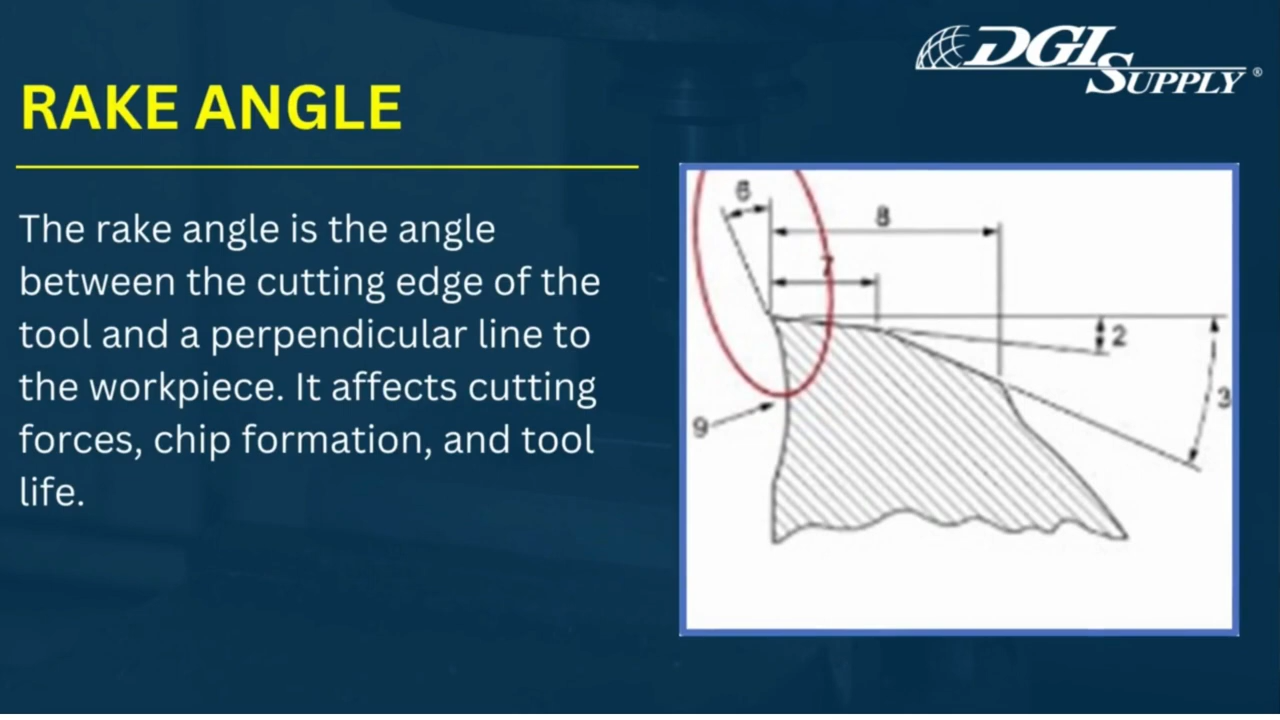 DGI SUPPLY ®
RAKE ANGLE
The rake angle is the angle
between the cutting edge of the
tool and a perpendicular line to
the workpiece. It affects cutting
forces, chip formation, and tool
life.
6
8
7
2
3
9